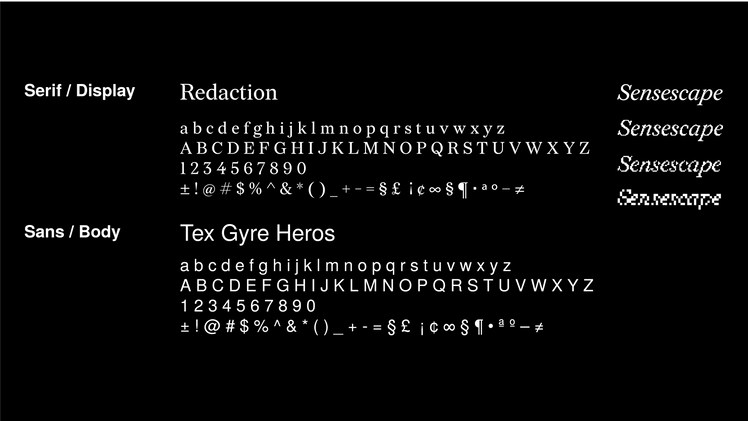 Serif / Display
Redaction
a b c d e f g h i j k l m n o p q r s t u v w x y z
A B C D E F G H I J K L M N O P Q R S T U V W X Y Z
1 2 3 4 5 6 7 8 9 0
± ! @ # $ % ^ & * ( ) _ + - = § £ ¡ ¢ ∞ § ¶ • ª º – ≠
Sensescape
Sensescape
Sensescape
Sensescape
Sans / Body
Tex Gyre Heros
a b c d e f g h i j k l m n o p q r s t u v w x y z
A B C D E F G H I J K L M N O P Q R S T U V W X Y Z
1 2 3 4 5 6 7 8 9 0
± ! @ # $ % ^ & * ( ) _ + - = § £ ¡ ¢ ∞ § ¶ • ª º – ≠